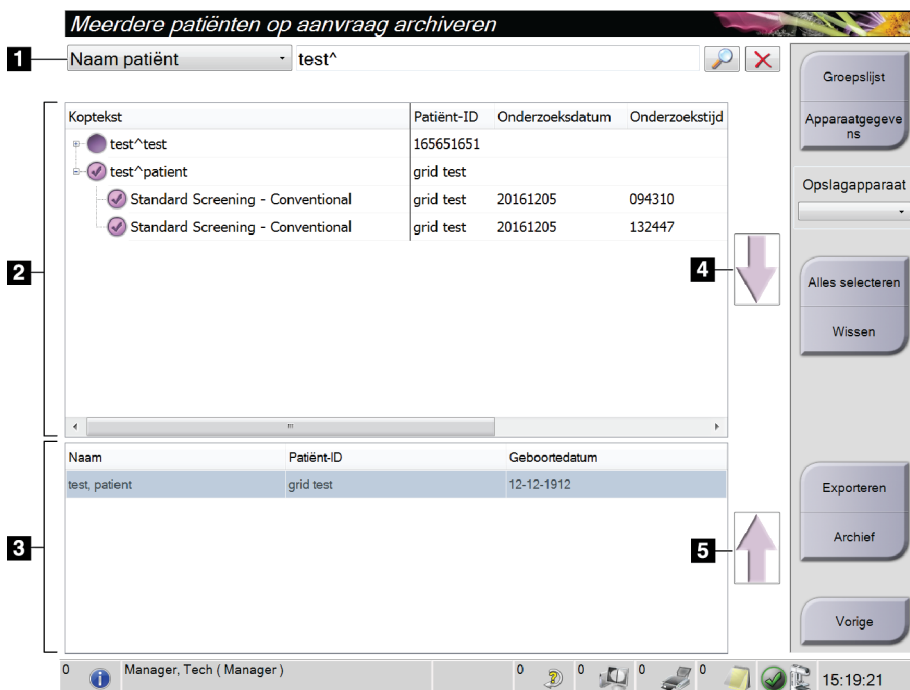 Meerdere patiënten op aanvraag archiveren
1
Naam patiënt
test^
Groepslijst
Apparaatgegeve
ns
Opslagapparaat
Alles selecteren
Wissen
Exporteren
Archief
Vorige
2
Koptekst Patiënt-ID Onderzoeksdatum Onderzoekstijd
test^test 165651651
test^patient grid test
Standard Screening - Conventional grid test 20161205 094310
Standard Screening - Conventional grid test 20161205 132447
4
3
Naam Patiënt-ID Geboortedatum
test, patient grid test 12-12-1912
5
0 Manager, Tech ( Manager ) 0 0 0 0 15:19:21